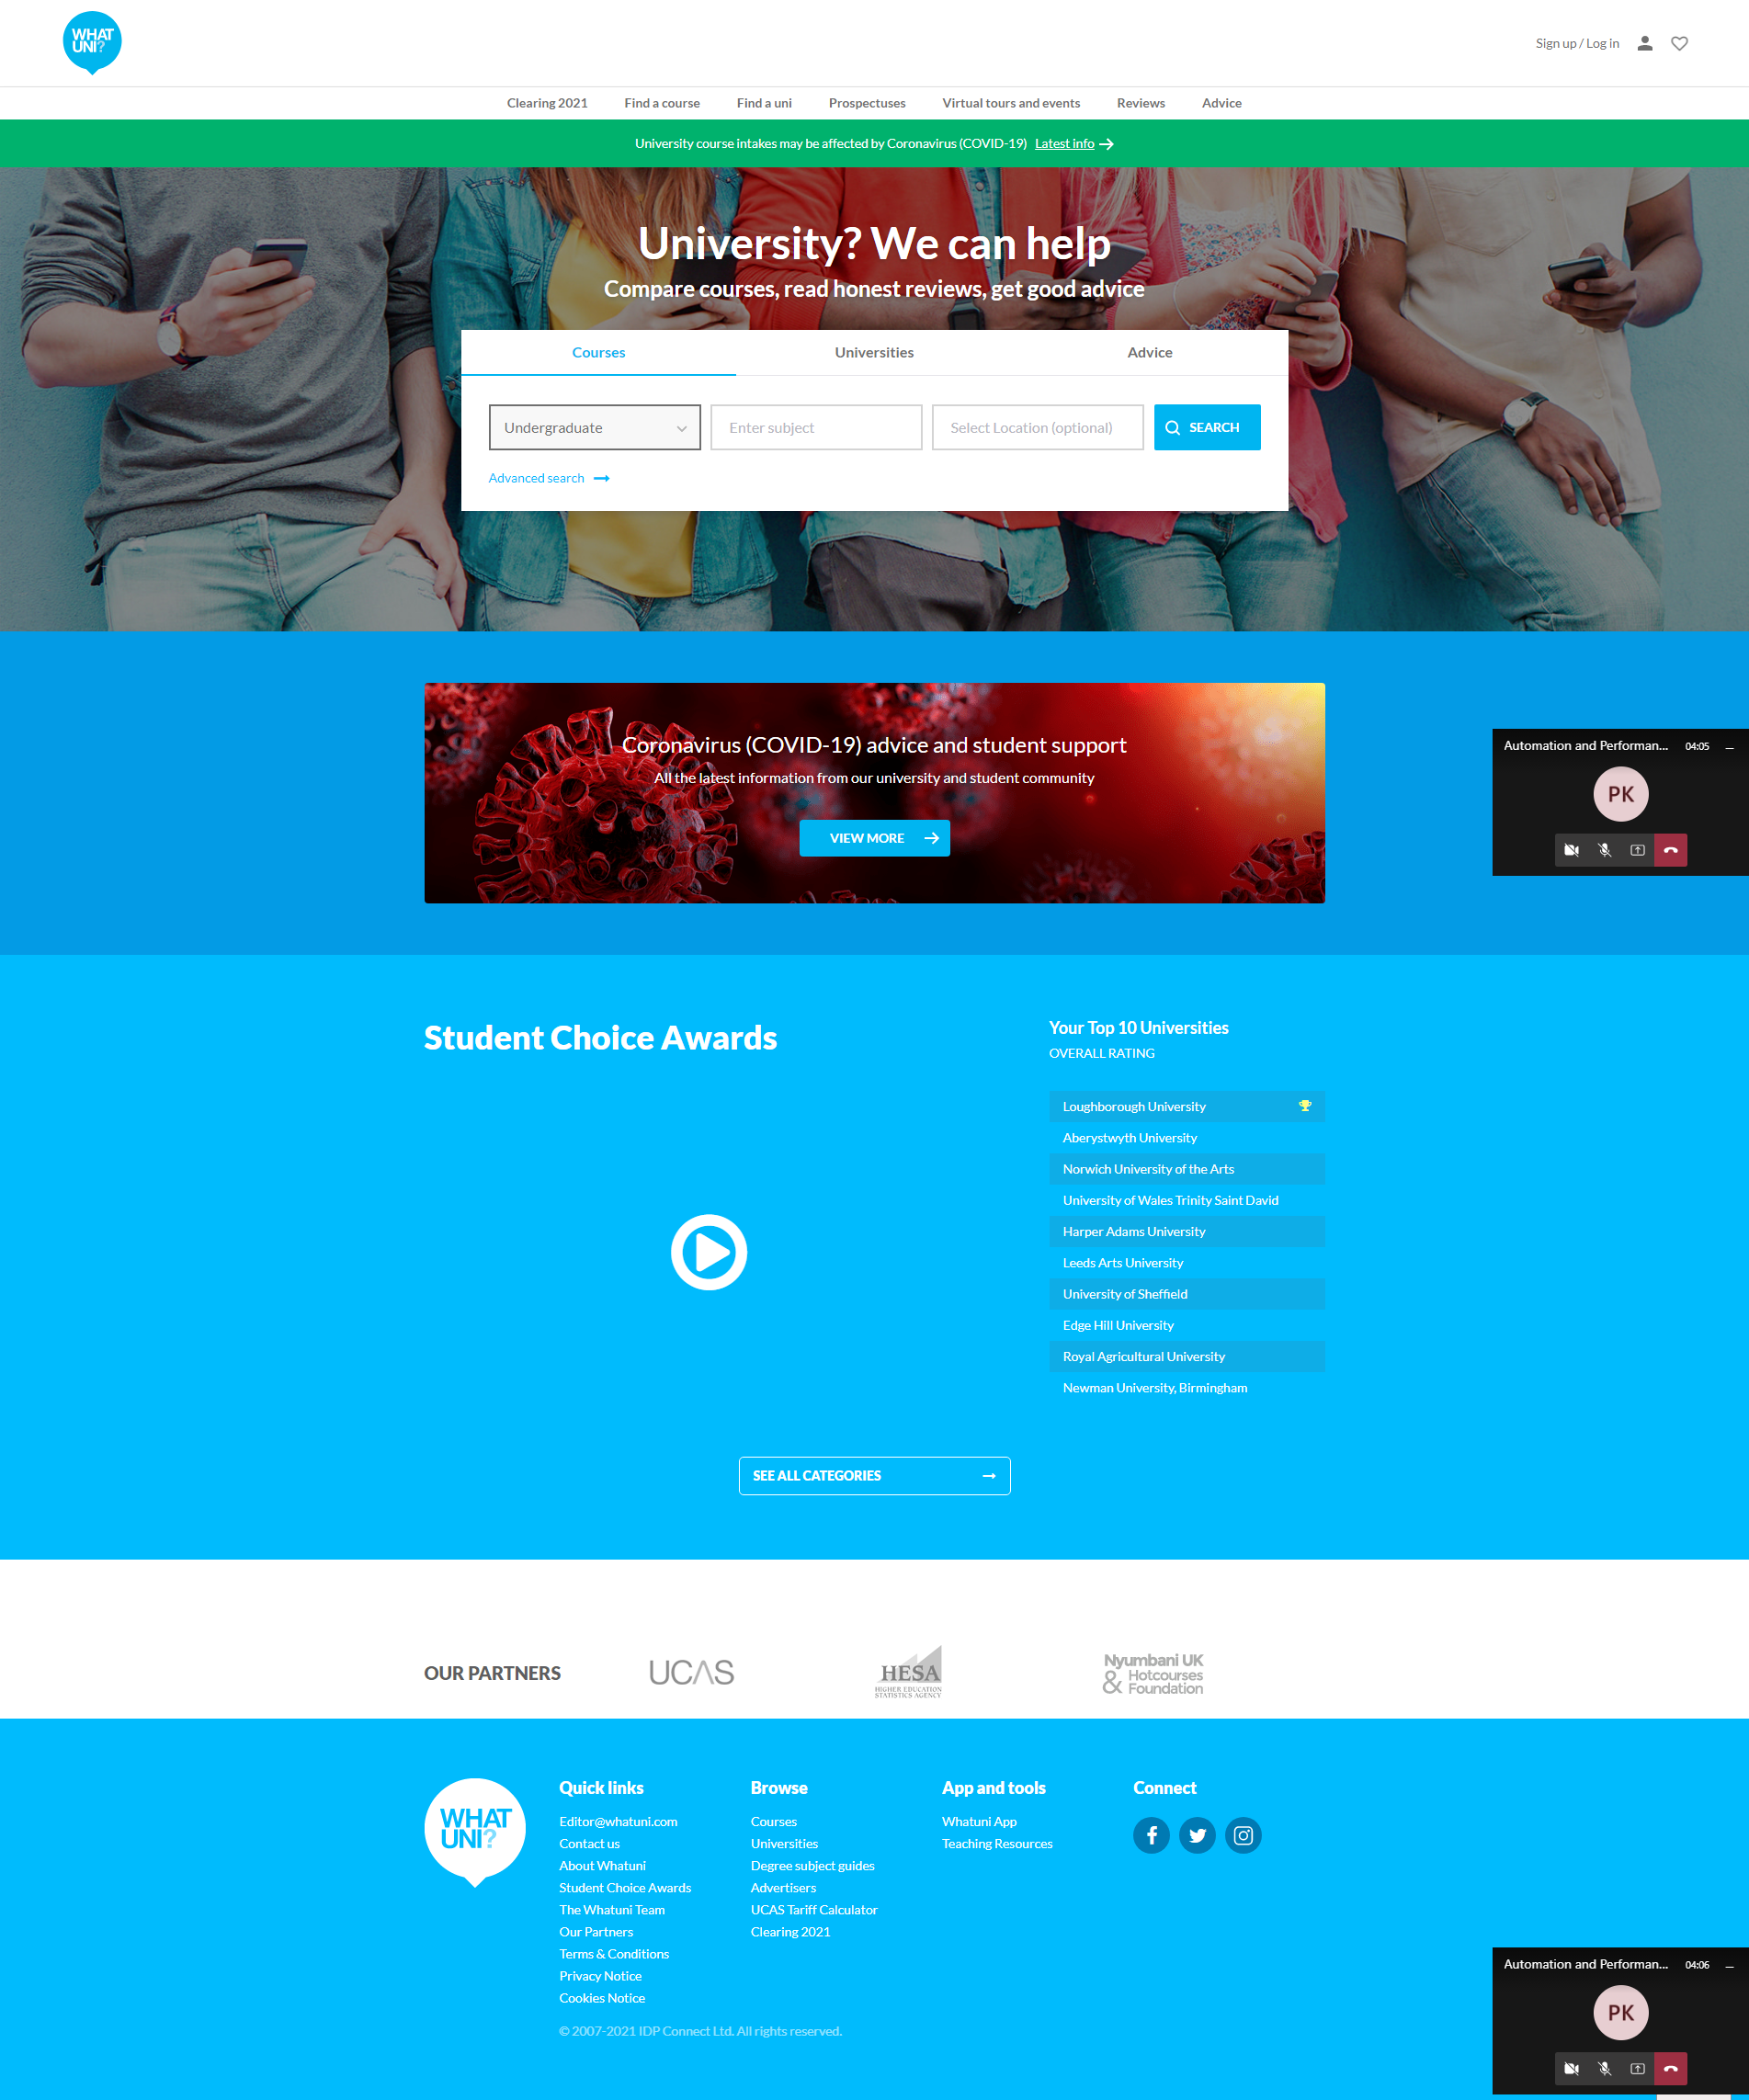 WHAT
UNI?
Sign up / Log in
Clearing 2021
Find a course
Find a uni
Prospectuses
Virtual tours and events
Reviews
Advice
University course intakes may be affected by Coronavirus (COVID-19) Latest info
University? We can help
Compare courses, read honest reviews, get good advice
Courses
Universities
Advice
Undergraduate
Enter subject
Select Location (optional)
SEARCH
Advanced search
Coronavirus (COVID-19) advice and student support
All the latest information from our university and student community
VIEW MORE
Automation and Performan... 04:05
PK
Student Choice Awards
Your Top 10 Universities
OVERALL RATING
Loughborough University
Aberystwyth University
Norwich University of the Arts
University of Wales Trinity Saint David
Harper Adams University
Leeds Arts University
University of Sheffield
Edge Hill University
Royal Agricultural University
Newman University, Birmingham
SEE ALL CATEGORIES
OUR PARTNERS
UCAS
HESA
HIGHER EDUCATION
STATISTICS AGENCY
Nyumbani UK
& Hotcourses
Foundation
WHAT
UNI?
Quick links
Editor@whatuni.com
Contact us
About Whatuni
Student Choice Awards
The Whatuni Team
Our Partners
Terms & Conditions
Privacy Notice
Cookies Notice
Browse
Courses
Universities
Degree subject guides
Advertisers
UCAS Tariff Calculator
Clearing 2021
App and tools
Whatuni App
Teaching Resources
Connect
© 2007-2021 IDP Connect Ltd. All rights reserved.
Automation and Performan... 04:06
PK